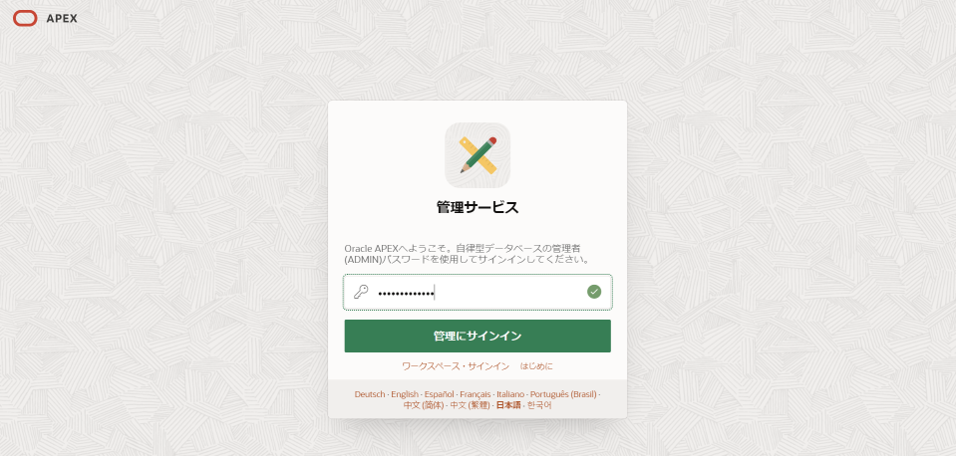 APEX
管理サービス
Oracle APEXへようこそ。自律型データベースの管理者
(ADMIN)パスワードを使用してサインインしてください。
•••••••••••••
管理にサインイン
ワークスペース・サインイン はじめに
Deutsch · English · Español · Français · Italiano · Português (Brasil) ·
中文 (简体) · 中文 (繁體) · 日本語 · 한국어